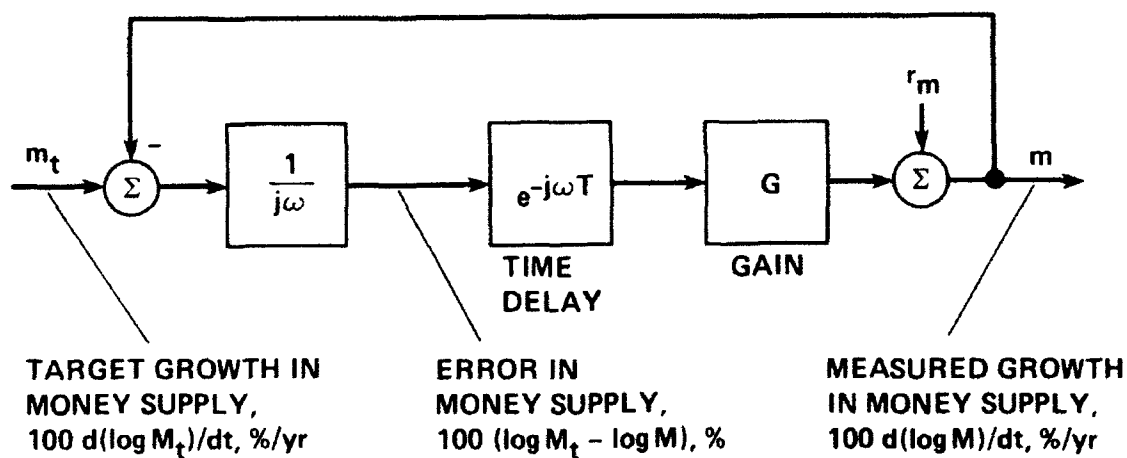 r_m
m_t
−
Σ
1
jω
e^{-jωT}
G
Σ
m
TIME
DELAY
GAIN
TARGET GROWTH IN
MONEY SUPPLY,
100 d(log M_t)/dt, %/yr
ERROR IN
MONEY SUPPLY,
100 (log M_t – log M), %
MEASURED GROWTH
IN MONEY SUPPLY,
100 d(log M)/dt, %/yr